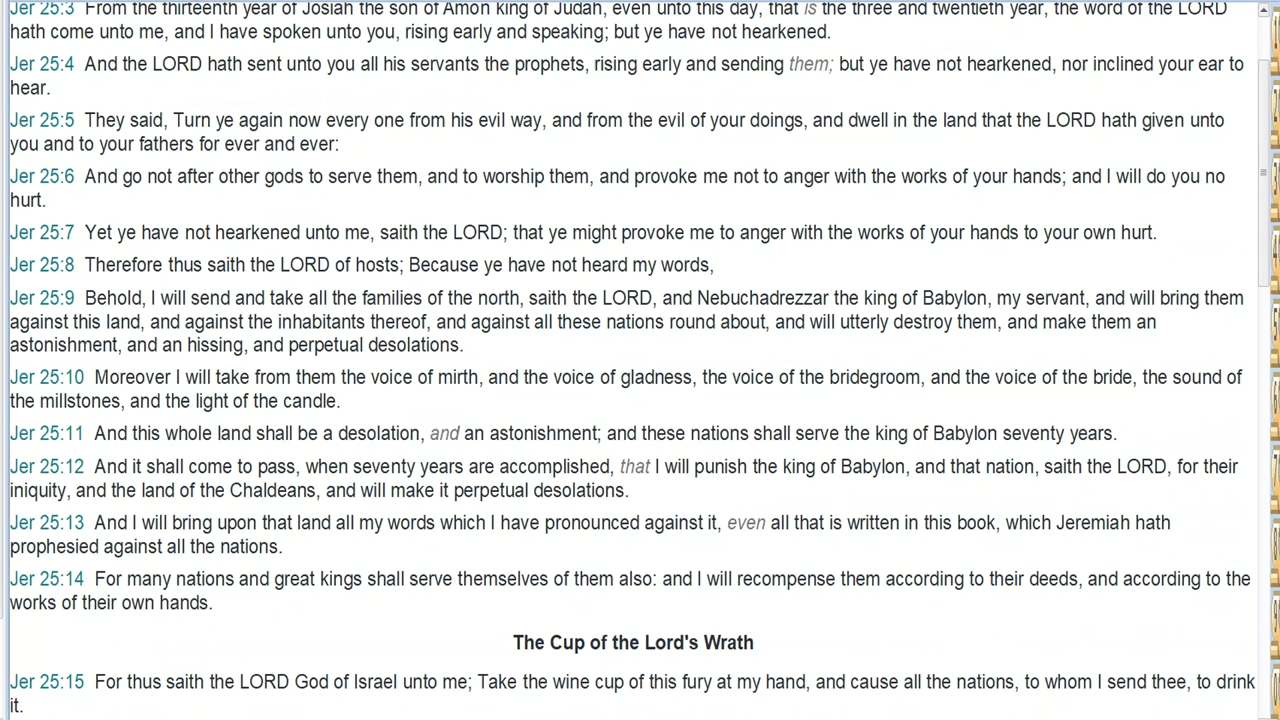 Jer 25:3  From the thirteenth year of Josiah the son of Amon king of Judah, even unto this day, that is the three and twentieth year, the word of the LORD
hath come unto me, and I have spoken unto you, rising early and speaking; but ye have not hearkened.
Jer 25:4  And the LORD hath sent unto you all his servants the prophets, rising early and sending them; but ye have not hearkened, nor inclined your ear to
hear.
Jer 25:5  They said, Turn ye again now every one from his evil way, and from the evil of your doings, and dwell in the land that the LORD hath given unto
you and to your fathers for ever and ever:
Jer 25:6  And go not after other gods to serve them, and to worship them, and provoke me not to anger with the works of your hands; and I will do you no
hurt.
Jer 25:7  Yet ye have not hearkened unto me, saith the LORD; that ye might provoke me to anger with the works of your hands to your own hurt.
Jer 25:8  Therefore thus saith the LORD of hosts; Because ye have not heard my words,
Jer 25:9  Behold, I will send and take all the families of the north, saith the LORD, and Nebuchadrezzar the king of Babylon, my servant, and will bring them
against this land, and against the inhabitants thereof, and against all these nations round about, and will utterly destroy them, and make them an
astonishment, and an hissing, and perpetual desolations.
Jer 25:10  Moreover I will take from them the voice of mirth, and the voice of gladness, the voice of the bridegroom, and the voice of the bride, the sound of
the millstones, and the light of the candle.
Jer 25:11  And this whole land shall be a desolation, and an astonishment; and these nations shall serve the king of Babylon seventy years.
Jer 25:12  And it shall come to pass, when seventy years are accomplished, that I will punish the king of Babylon, and that nation, saith the LORD, for their
iniquity, and the land of the Chaldeans, and will make it perpetual desolations.
Jer 25:13  And I will bring upon that land all my words which I have pronounced against it, even all that is written in this book, which Jeremiah hath
prophesied against all the nations.
Jer 25:14  For many nations and great kings shall serve themselves of them also: and I will recompense them according to their deeds, and according to the
works of their own hands.
The Cup of the Lord's Wrath
Jer 25:15  For thus saith the LORD God of Israel unto me; Take the wine cup of this fury at my hand, and cause all the nations, to whom I send thee, to drink
it.